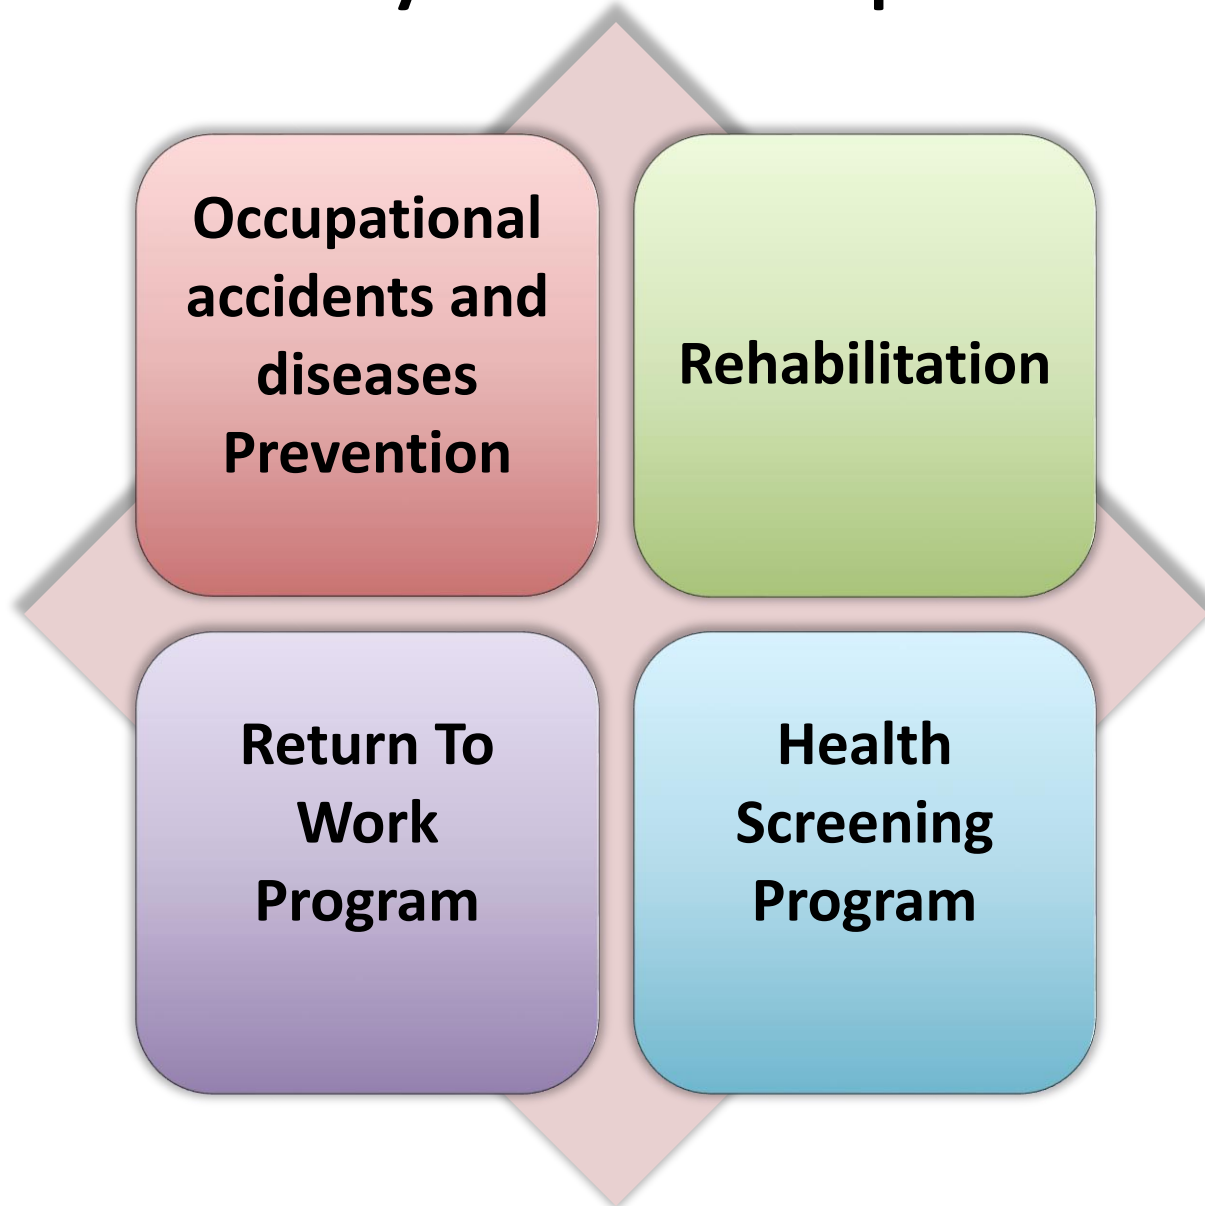 Occupational
accidents and
diseases
Prevention
Rehabilitation
Return To
Work
Program
Health
Screening
Program